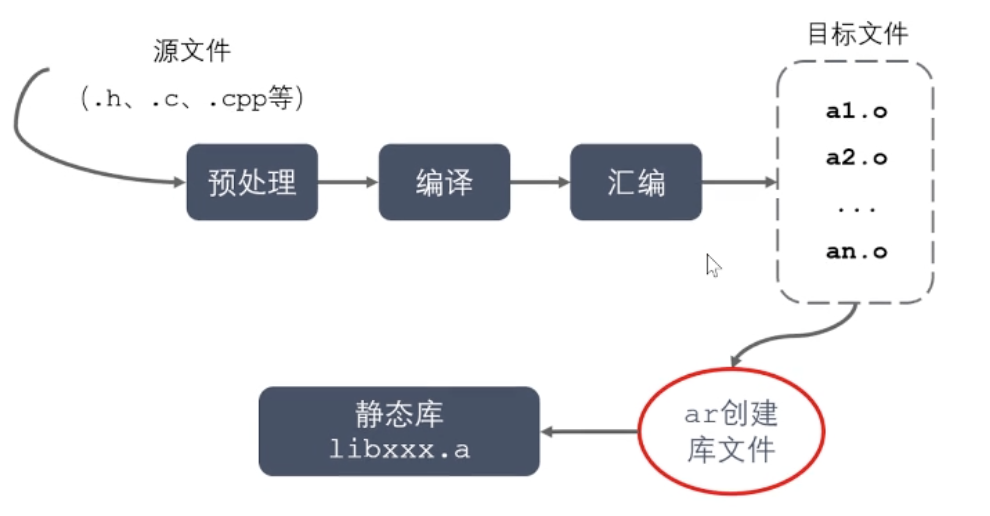 源文件
（.h、.c、.cpp等）
预处理
编译
汇编
目标文件
a1.o
a2.o
...
an.o
ar创建
库文件
静态库
libxxx.a